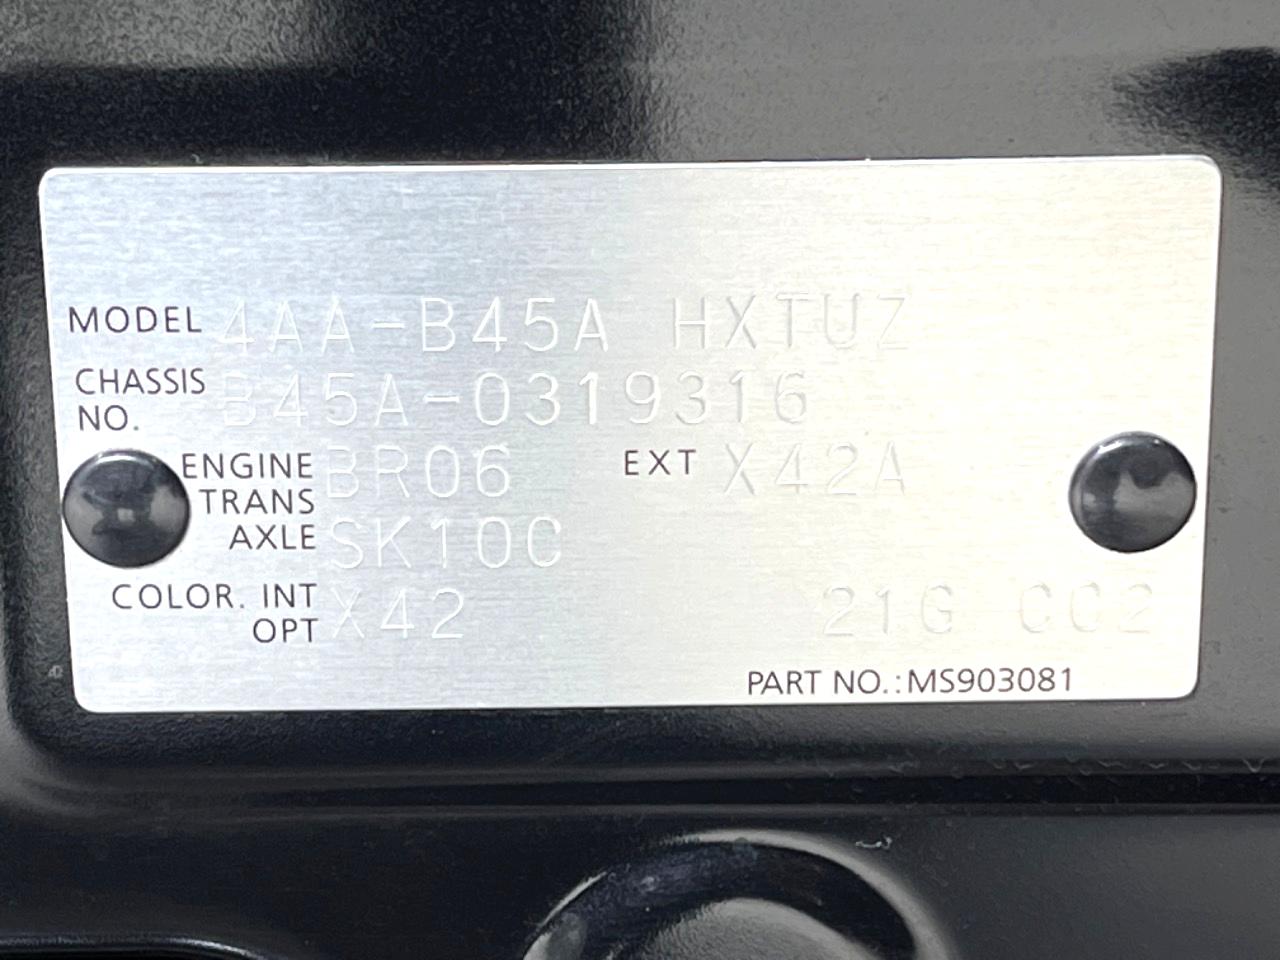 MODEL 4AA-B45A HXTUZ
CHASSIS NO. B45A-0319316
ENGINE BR06 EXT X42A
TRANS AXLE SK10C
COLOR. INT OPT X42 21G CC2
PART NO.:MS903081